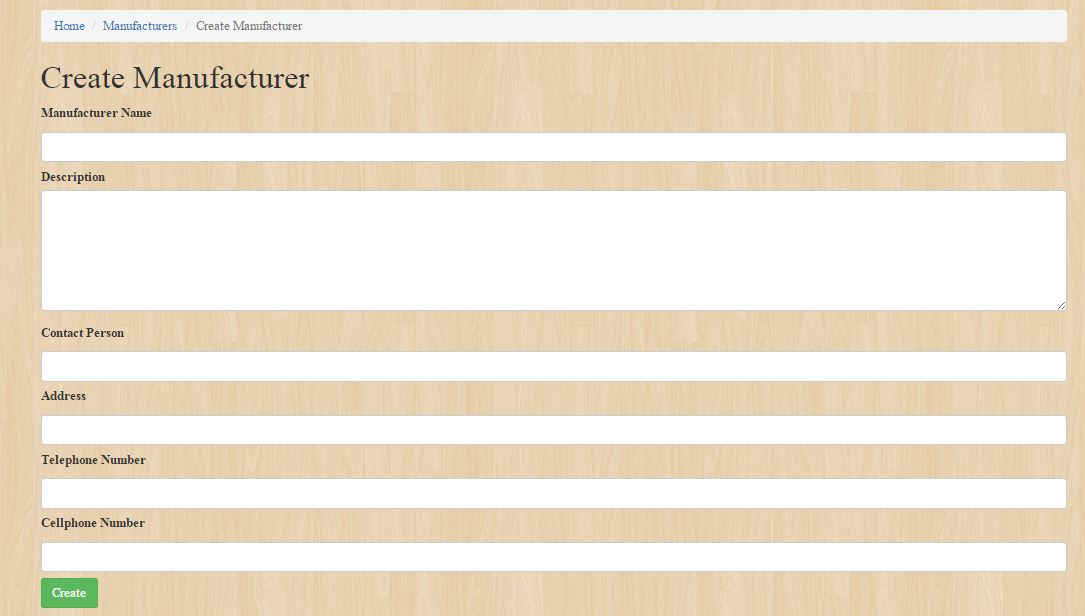 Home / Manufacturers / Create Manufacturer
Create Manufacturer
Manufacturer Name
Description
Contact Person
Address
Telephone Number
Cellphone Number
Create